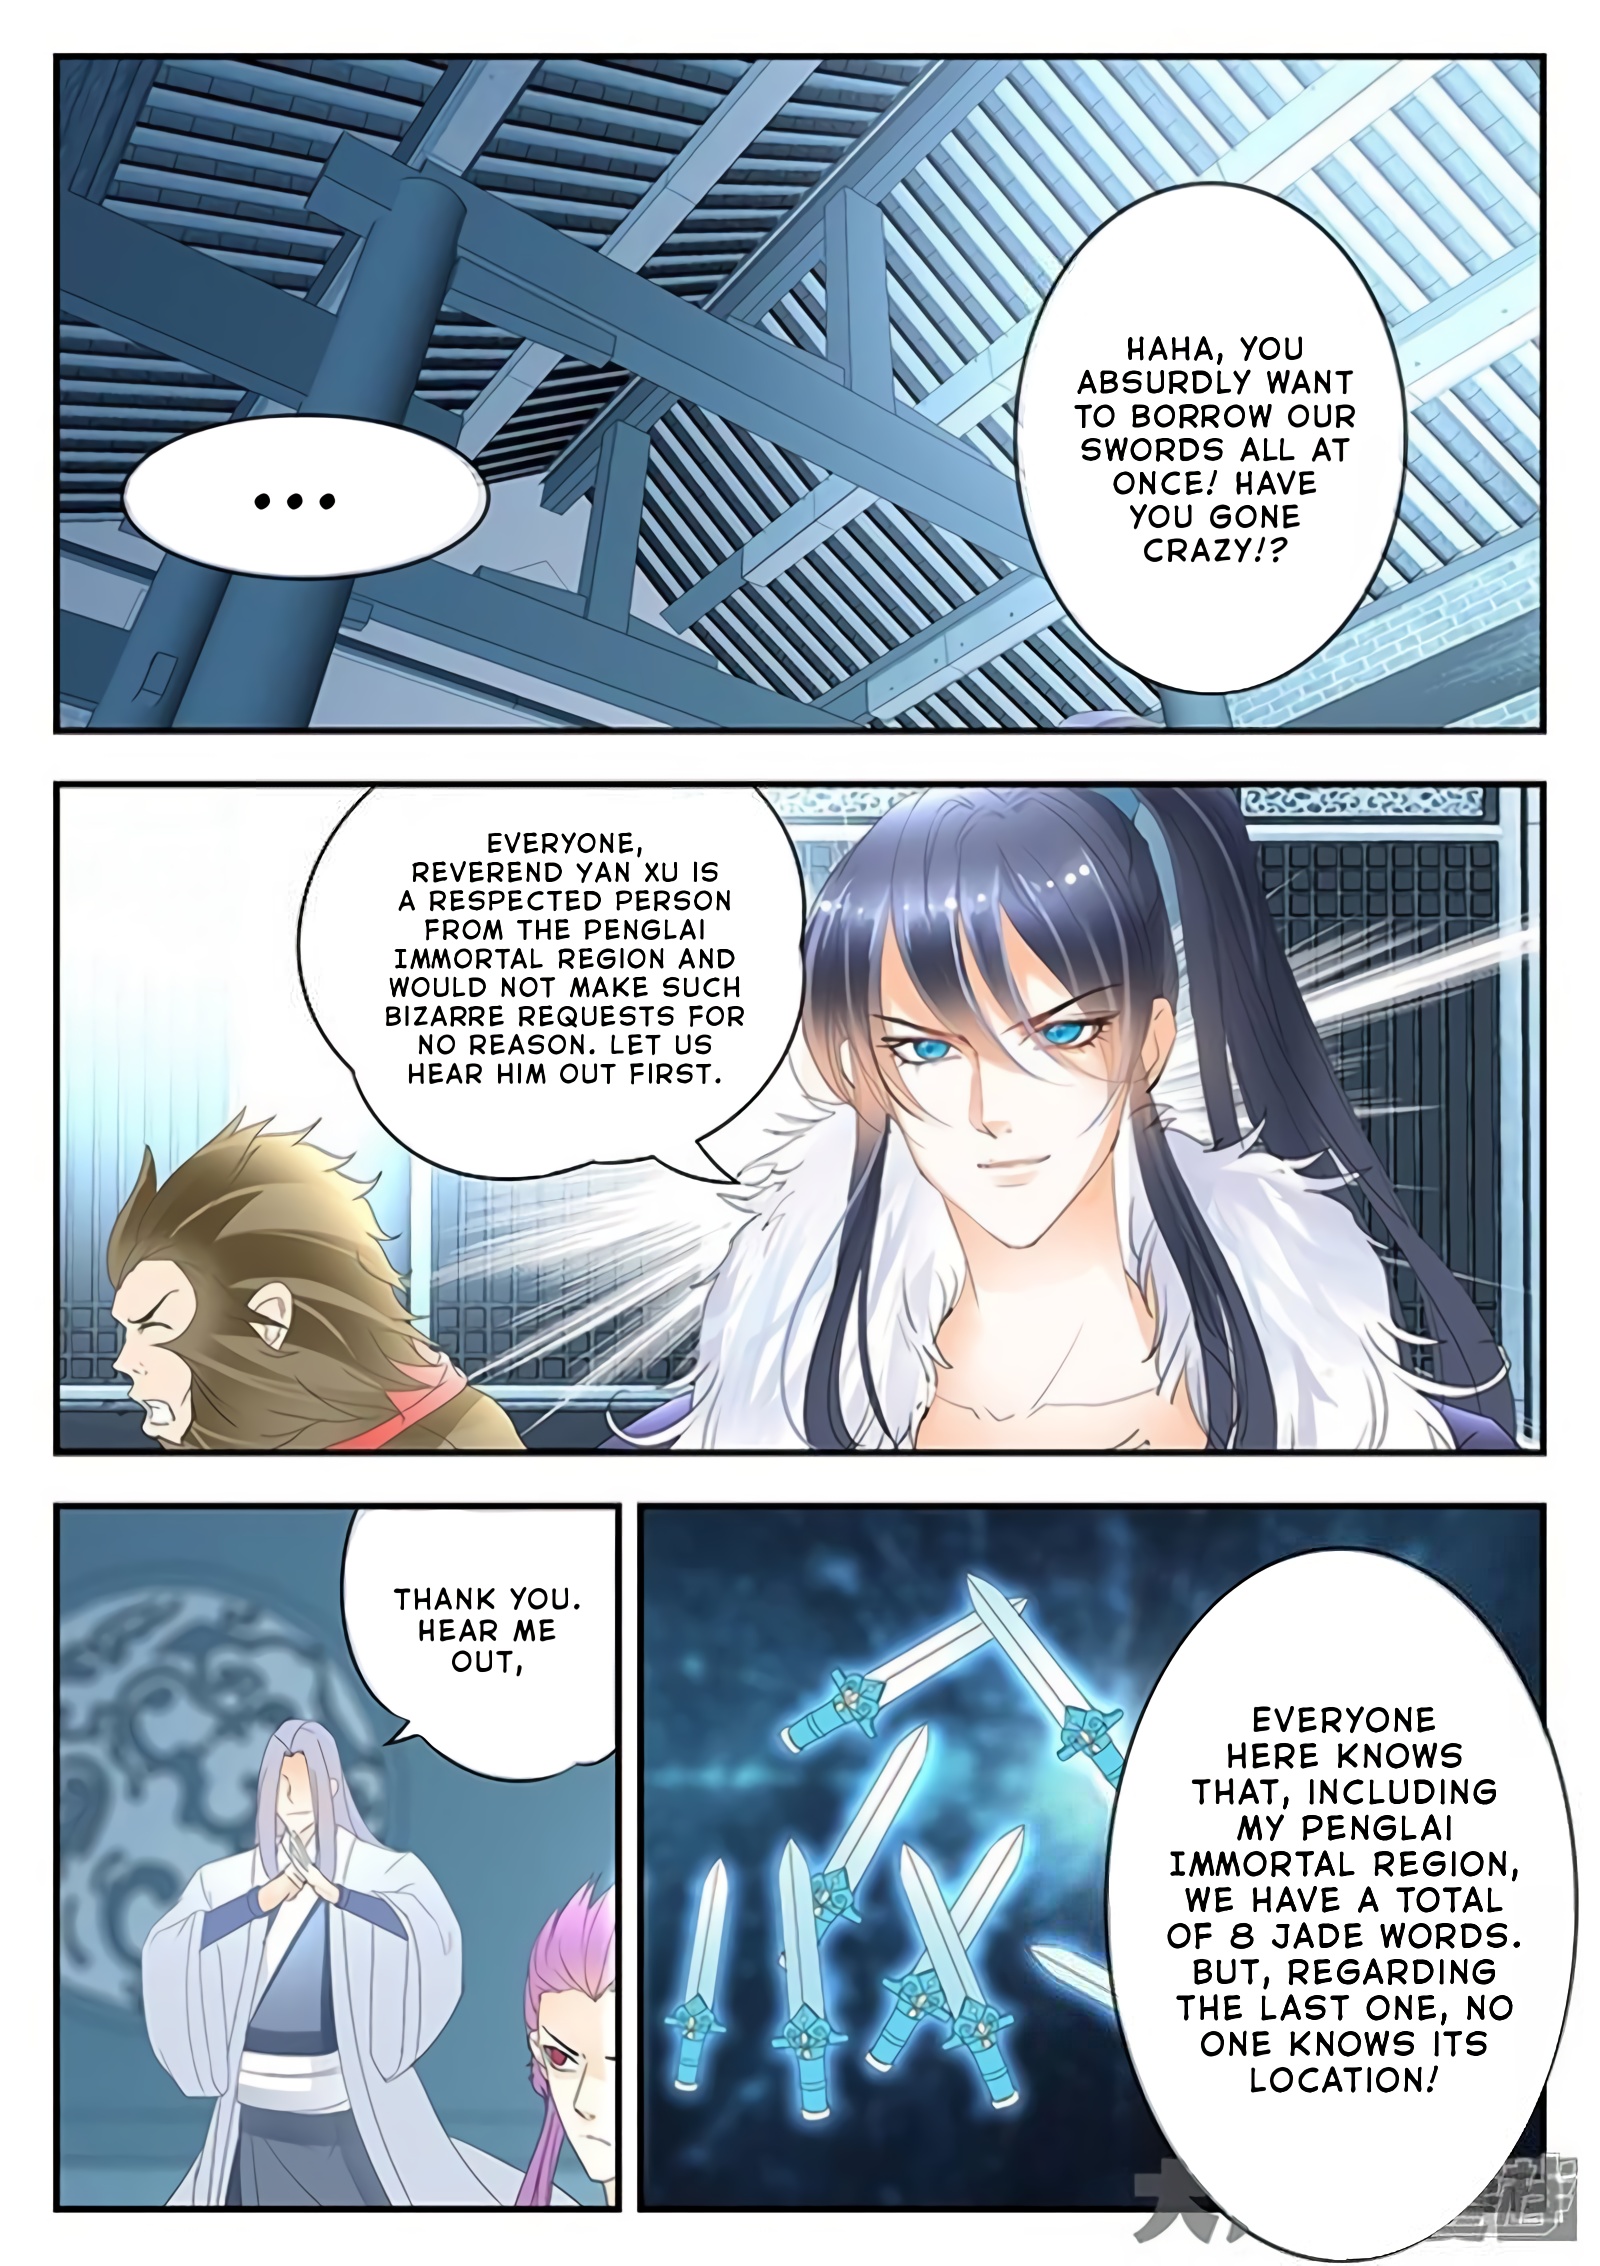 HAHA, YOU
ABSURDLY WANT
TO BORROW OUR
SWORDS ALL AT
ONCE! HAVE
YOU GONE
CRAZY!?
...
EVERYONE,
REVEREND YAN XU IS
A RESPECTED PERSON
FROM THE PENGLAI
IMMORTAL REGION AND
WOULD NOT MAKE SUCH
BIZARRE REQUESTS FOR
NO REASON. LET US
HEAR HIM OUT FIRST.
THANK YOU.
HEAR ME
OUT,
EVERYONE
HERE KNOWS
THAT, INCLUDING
MY PENGLAI
IMMORTAL REGION,
WE HAVE A TOTAL
OF 8 JADE WORDS.
BUT, REGARDING
THE LAST ONE, NO
ONE KNOWS ITS
LOCATION!